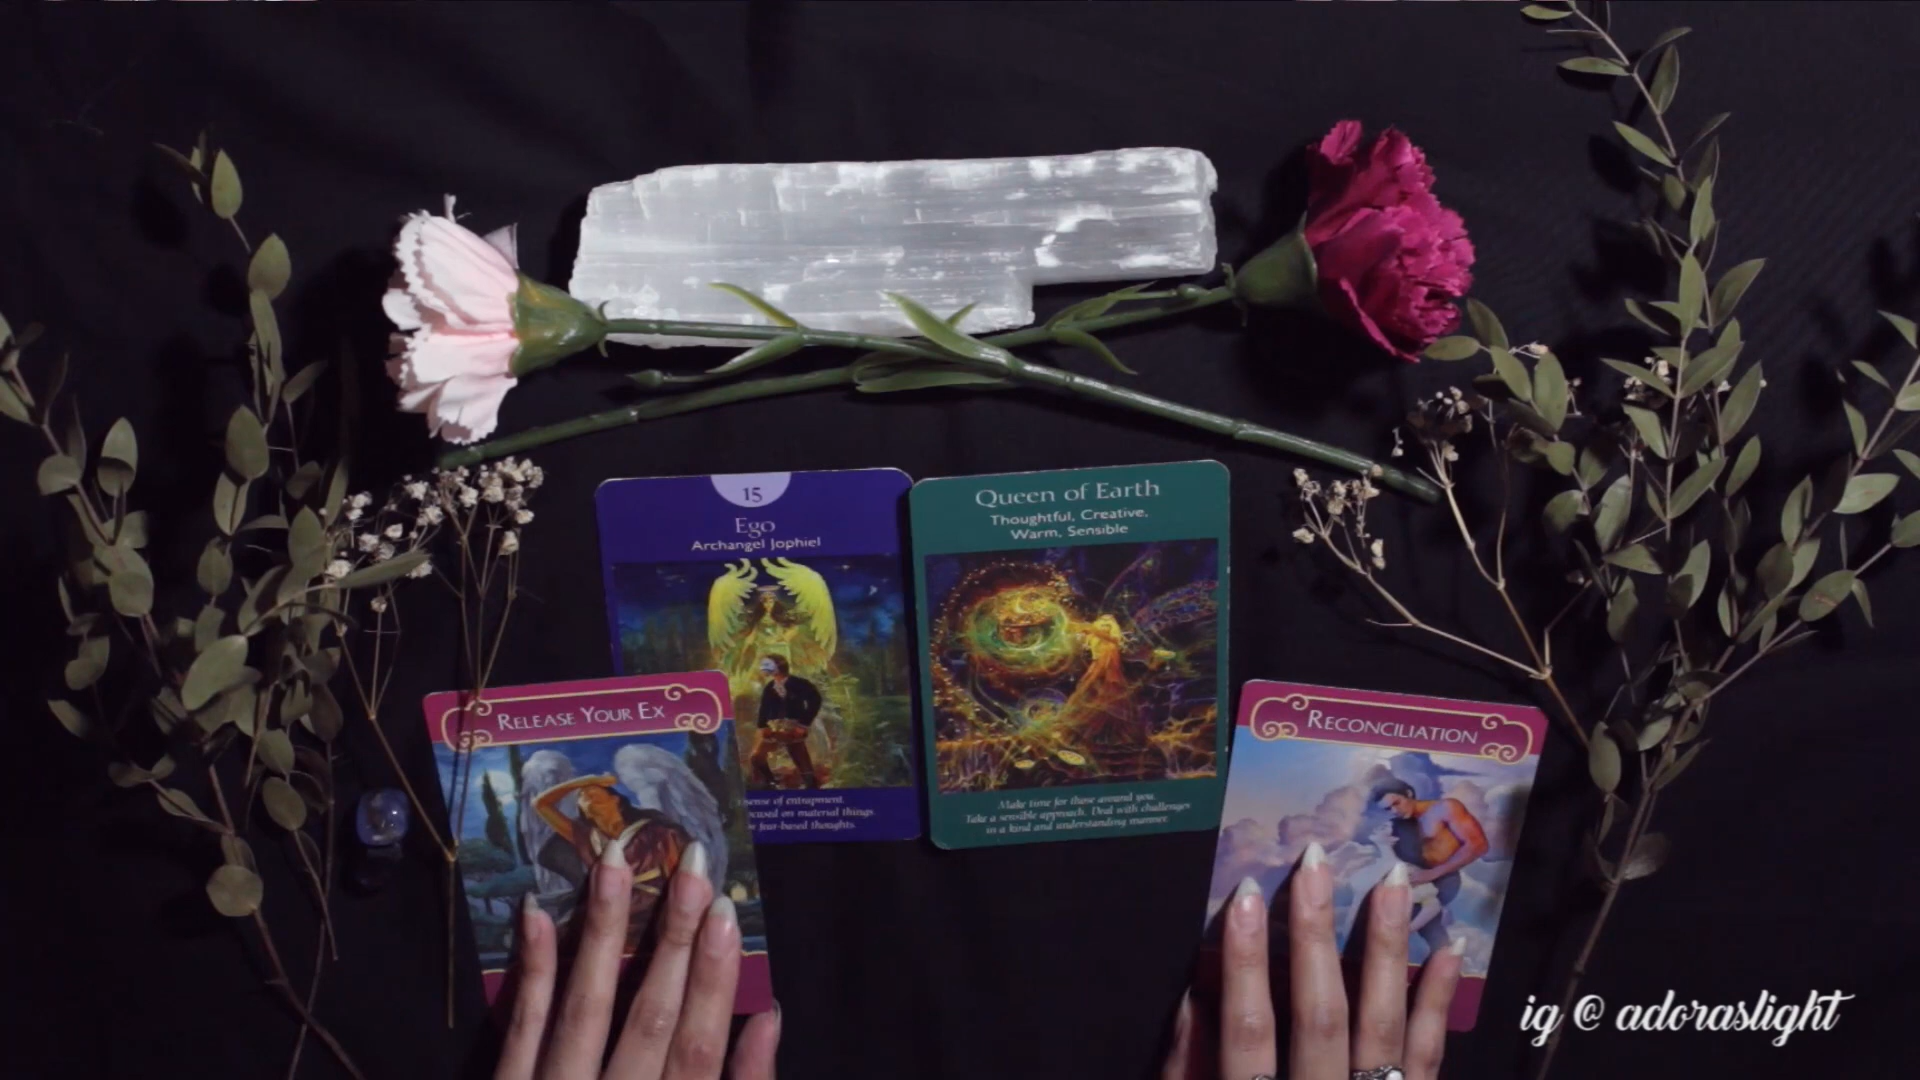 15
Ego
Archangel Jophiel
sense of entrapment.
focused on material things
fear-based thoughts.
Queen of Earth
Thoughtful, Creative,
Warm, Sensible
Make time for those around you.
Take a sensible approach. Deal with challenges
in a kind and understanding manner.
RELEASE YOUR EX
RECONCILIATION
ig @ adoraslight